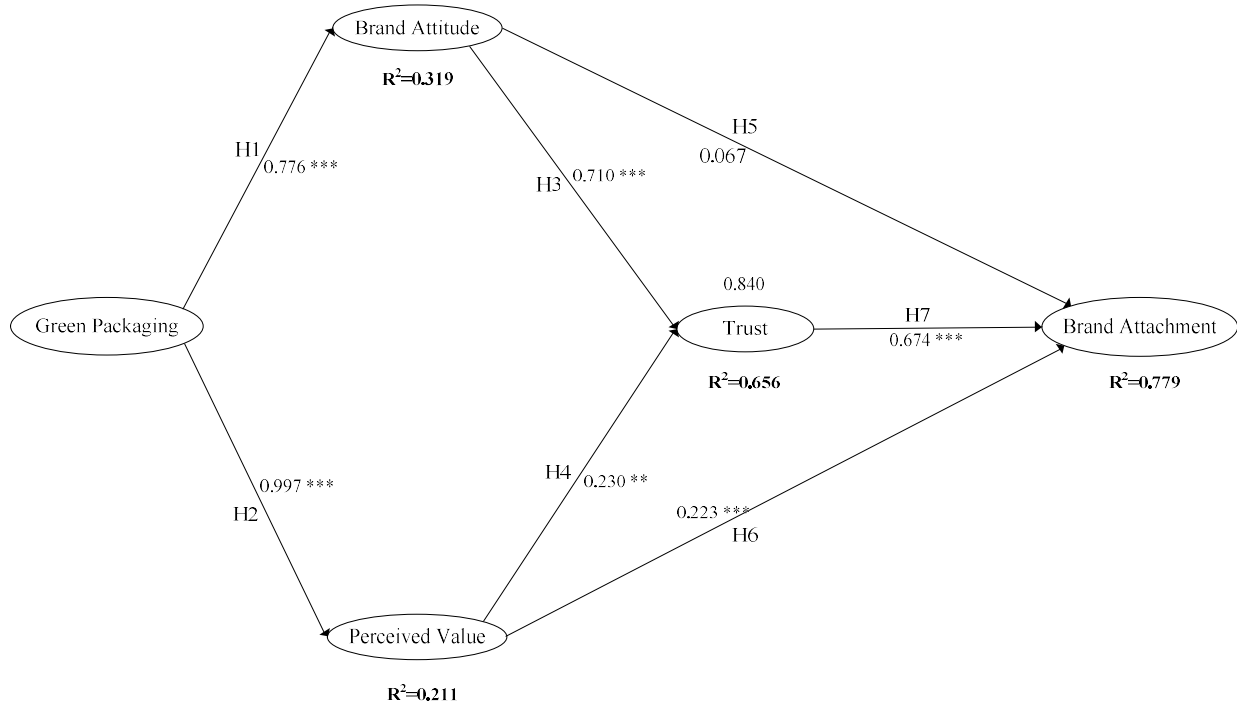 Brand Attitude
R²=0.319
H5
0.067
H1
0.776 ***
0.710 ***
H3
0.840
Green Packaging
Trust
H7
0.674 ***
Brand Attachment
R²=0.656
R²=0.779
H4
0.230 **
0.997 ***
H2
0.223 ***
H6
Perceived Value
R²=0.211